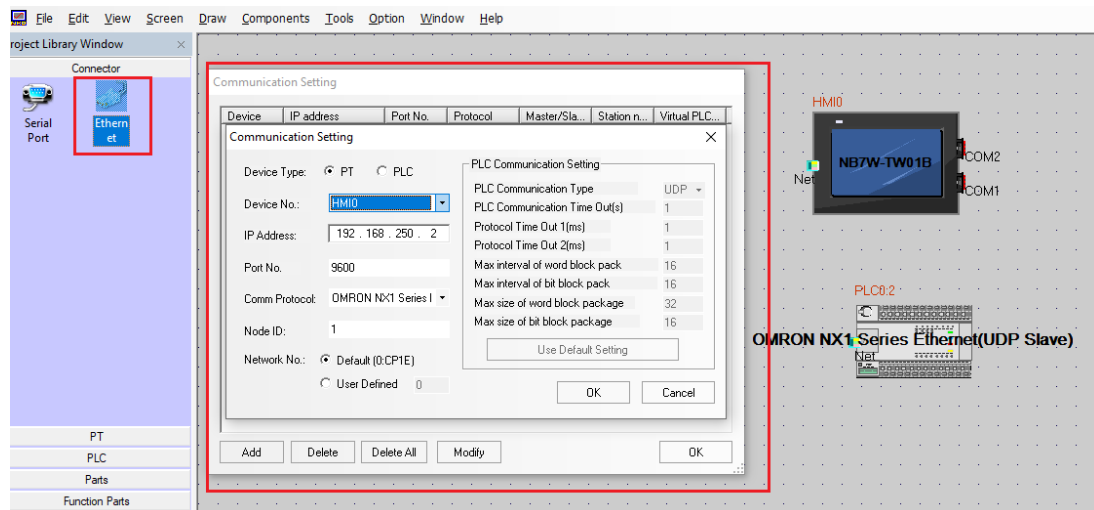 File Edit View Screen Draw Components Tools Option Window Help
roject Library Window ×
Connector
Serial Port
Ethern et
PT
PLC
Parts
Function Parts
Communication Setting
Device IP address Port No. Protocol Master/Sla... Station n... Virtual PLC...
Communication Setting
Device Type: PT PLC
Device No.: HMI0
IP Address: 192 . 168 . 250 . 2
Port No. 9600
Comm Protocol: OMRON NX1 Series I
Node ID: 1
Network No.: Default (0:CP1E)
User Defined 0
PLC Communication Setting
PLC Communication Type UDP
PLC Communication Time Out(s) 1
Protocol Time Out 1(ms) 1
Protocol Time Out 2(ms) 1
Max interval of word block pack 16
Max interval of bit block pack 16
Max size of word block package 32
Max size of bit block package 16
Use Default Setting
OK Cancel
Add Delete Delete All Modify OK
HMI0
NB7W-TW01B
COM2
Net
COM1
PLC0:2
OMRON NX1 Series Ethernet(UDP Slave)
Net